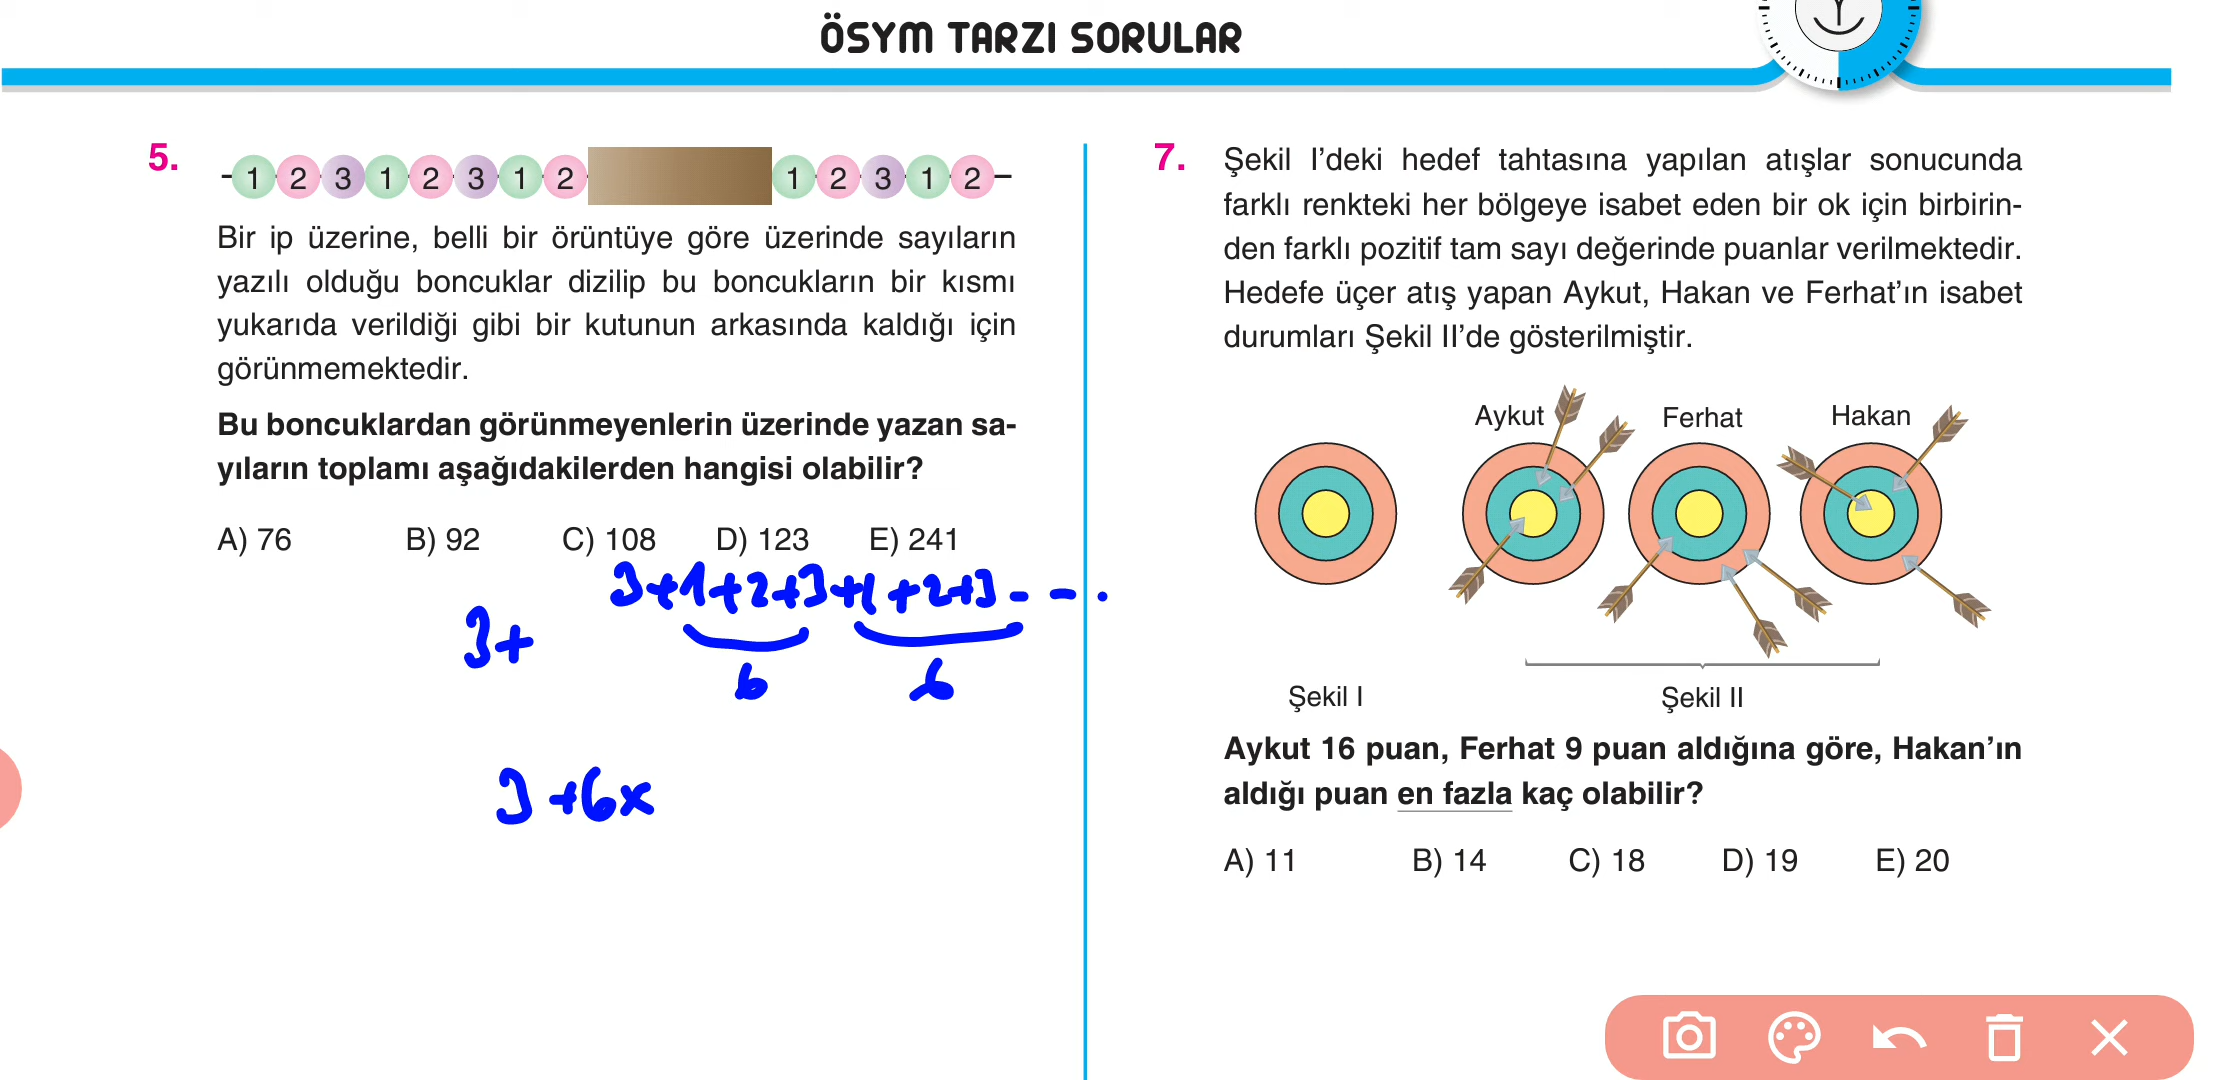 ÖSYM TARZI SORULAR
5.
1 2 3 1 2 3 1 2 1 2 3 1 2
Bir ip üzerine, belli bir örüntüye göre üzerinde sayıların
yazılı olduğu boncuklar dizilip bu boncukların bir kısmı
yukarıda verildiği gibi bir kutunun arkasında kaldığı için
görünmemektedir.
Bu boncuklardan görünmeyenlerin üzerinde yazan sa-
yıların toplamı aşağıdakilerden hangisi olabilir?
A) 76 B) 92 C) 108 D) 123 E) 241
3+1+2+3+1+2+3- - .
3+
6 6
3+6x
7.
Şekil I’deki hedef tahtasına yapılan atışlar sonucunda
farklı renkteki her bölgeye isabet eden bir ok için birbirin-
den farklı pozitif tam sayı değerinde puanlar verilmektedir.
Hedefe üçer atış yapan Aykut, Hakan ve Ferhat’ın isabet
durumları Şekil II’de gösterilmiştir.
Aykut Ferhat Hakan
Şekil I Şekil II
Aykut 16 puan, Ferhat 9 puan aldığına göre, Hakan’ın
aldığı puan en fazla kaç olabilir?
A) 11 B) 14 C) 18 D) 19 E) 20